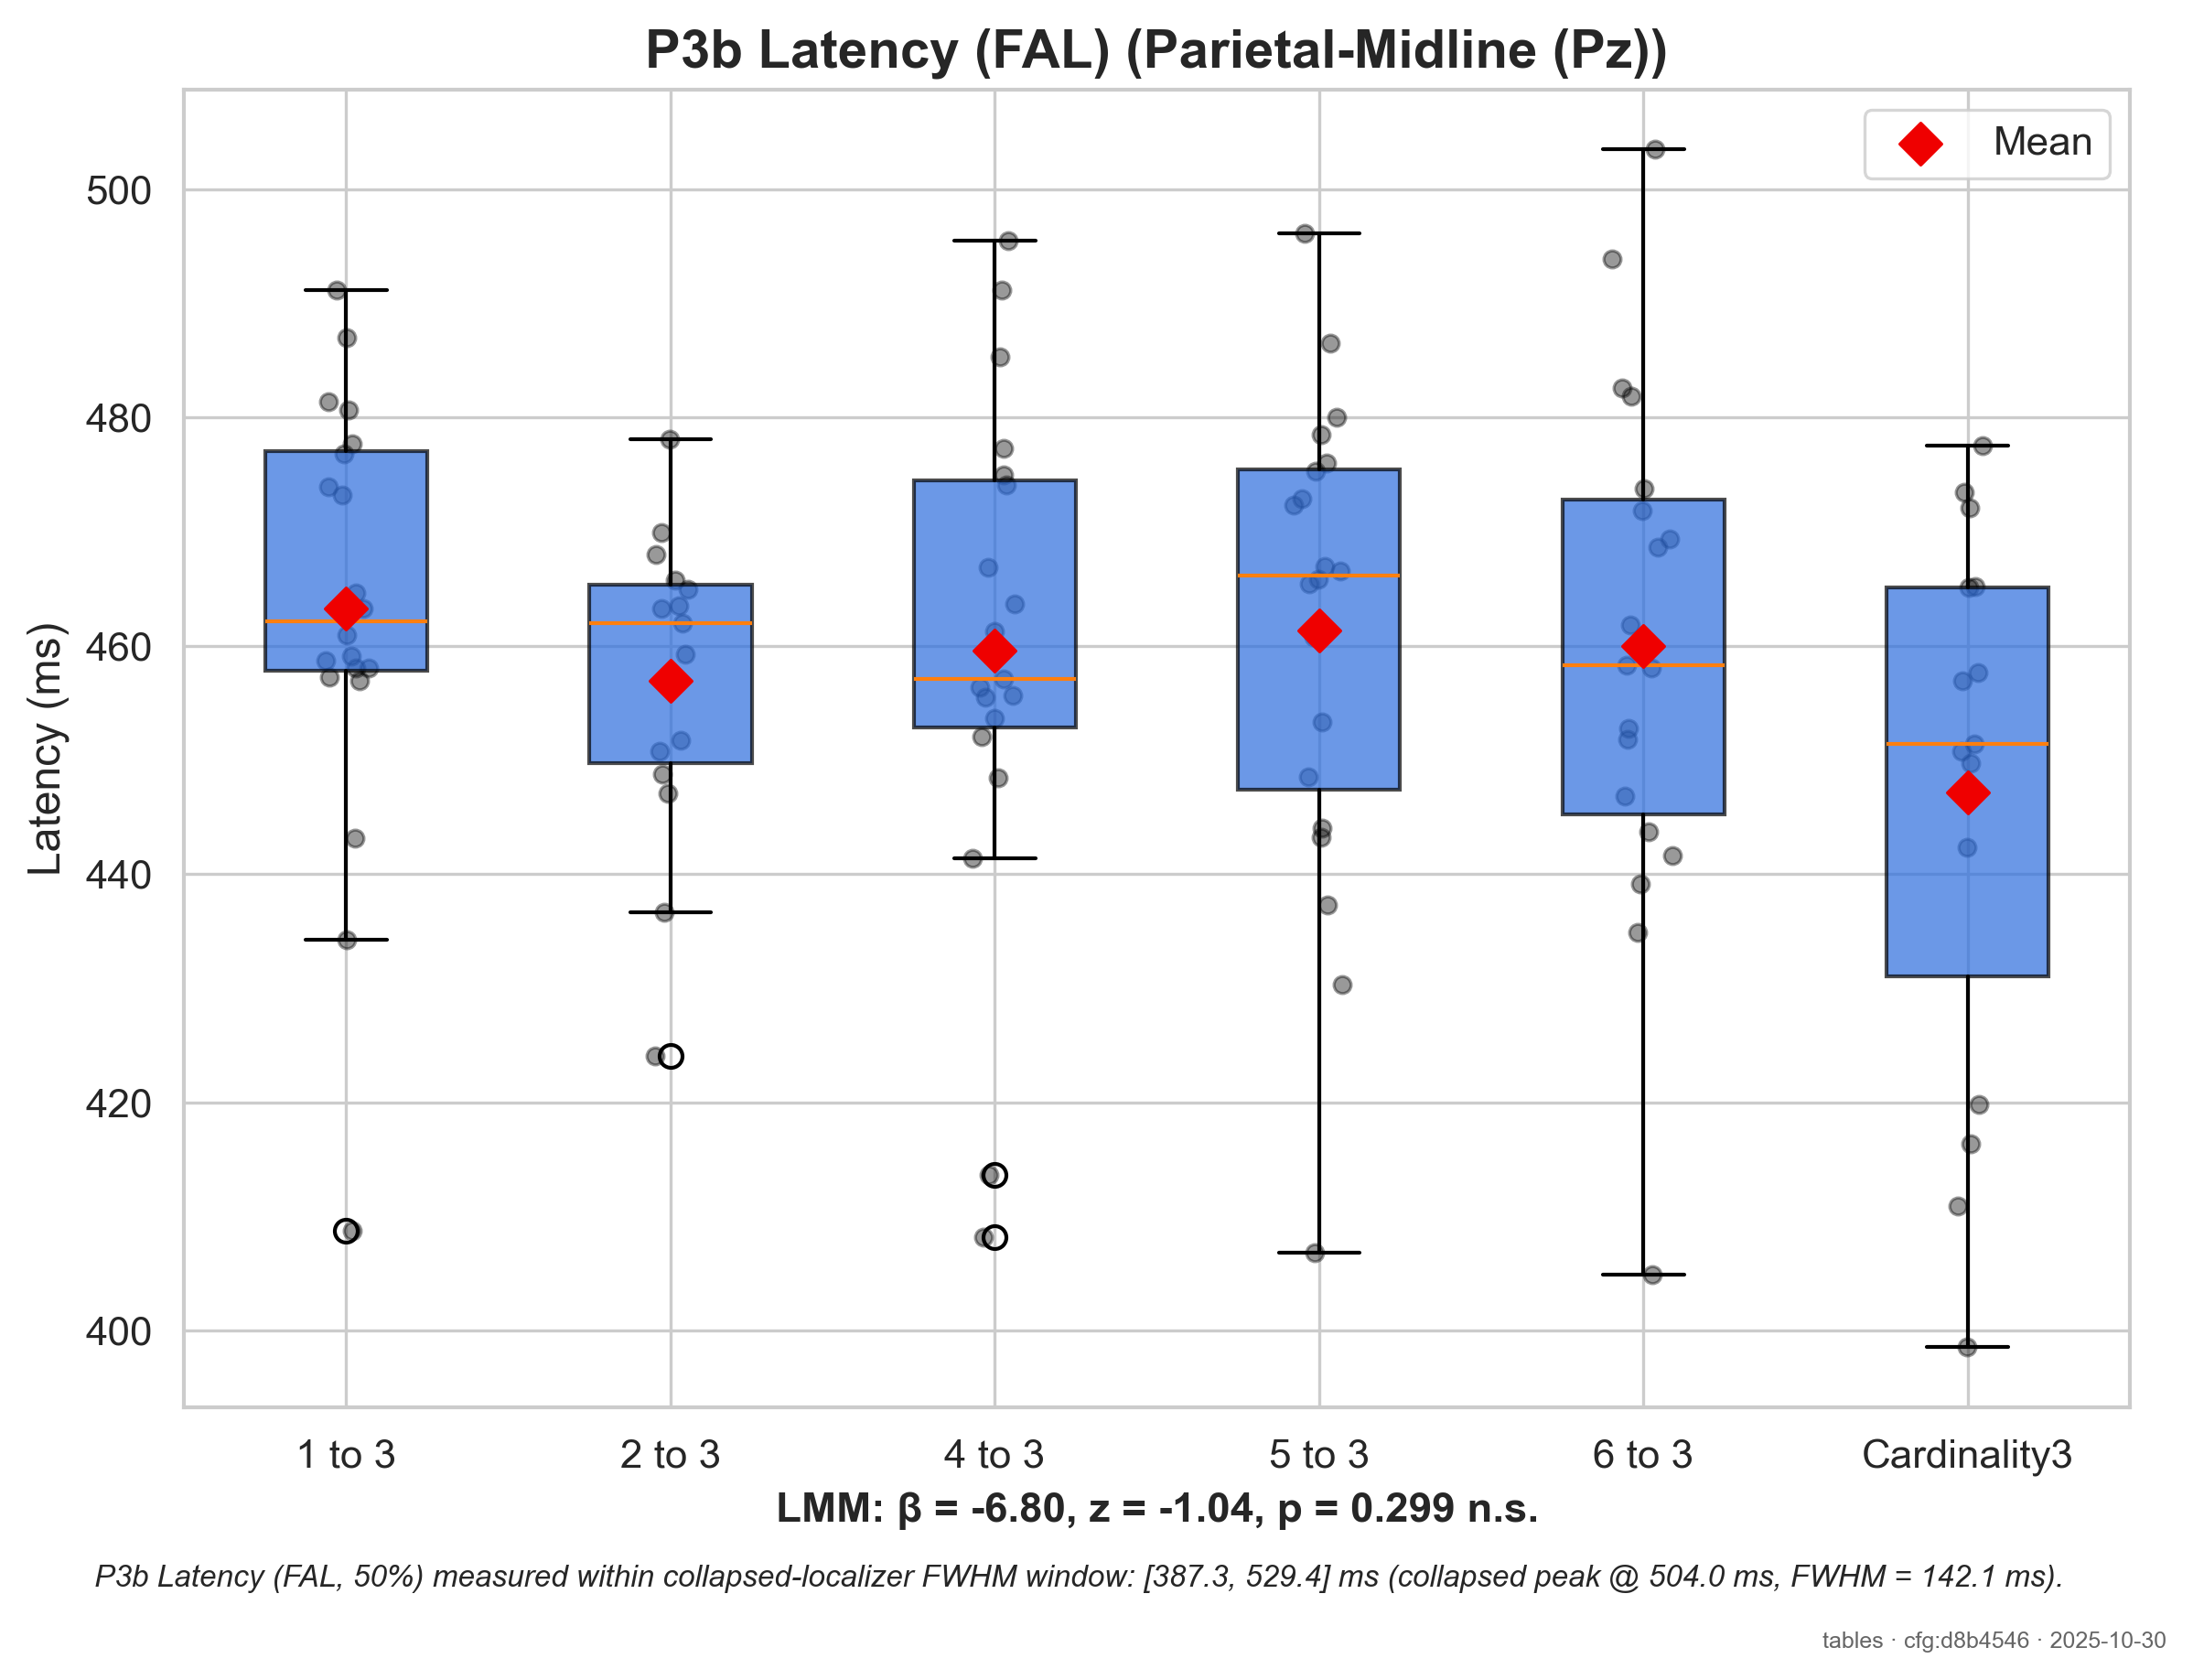 P3b Latency (FAL) (Parietal-Midline (Pz))
Mean
Latency (ms)
500
480
460
440
420
400
1 to 3
2 to 3
4 to 3
5 to 3
6 to 3
Cardinality3
LMM: β = -6.80, z = -1.04, p = 0.299 n.s.
P3b Latency (FAL, 50%) measured within collapsed-localizer FWHM window: [387.3, 529.4] ms (collapsed peak @ 504.0 ms, FWHM = 142.1 ms).
tables · cfg:d8b4546 · 2025-10-30